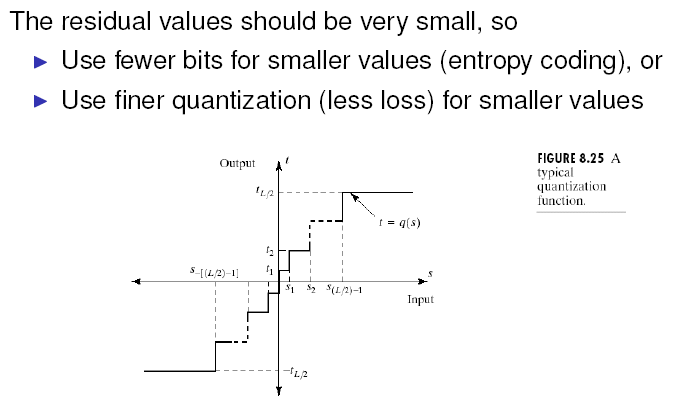 The residual values should be very small, so
▶ Use fewer bits for smaller values (entropy coding), or
▶ Use finer quantization (less loss) for smaller values
FIGURE 8.25 A
typical
quantization
function.
Output t
t_{L/2}
t = q(s)
t_2
t_1
s_{-[(L/2)-1]}
s
s_1 s_2 s_{(L/2)-1}
Input
-t_{L/2}